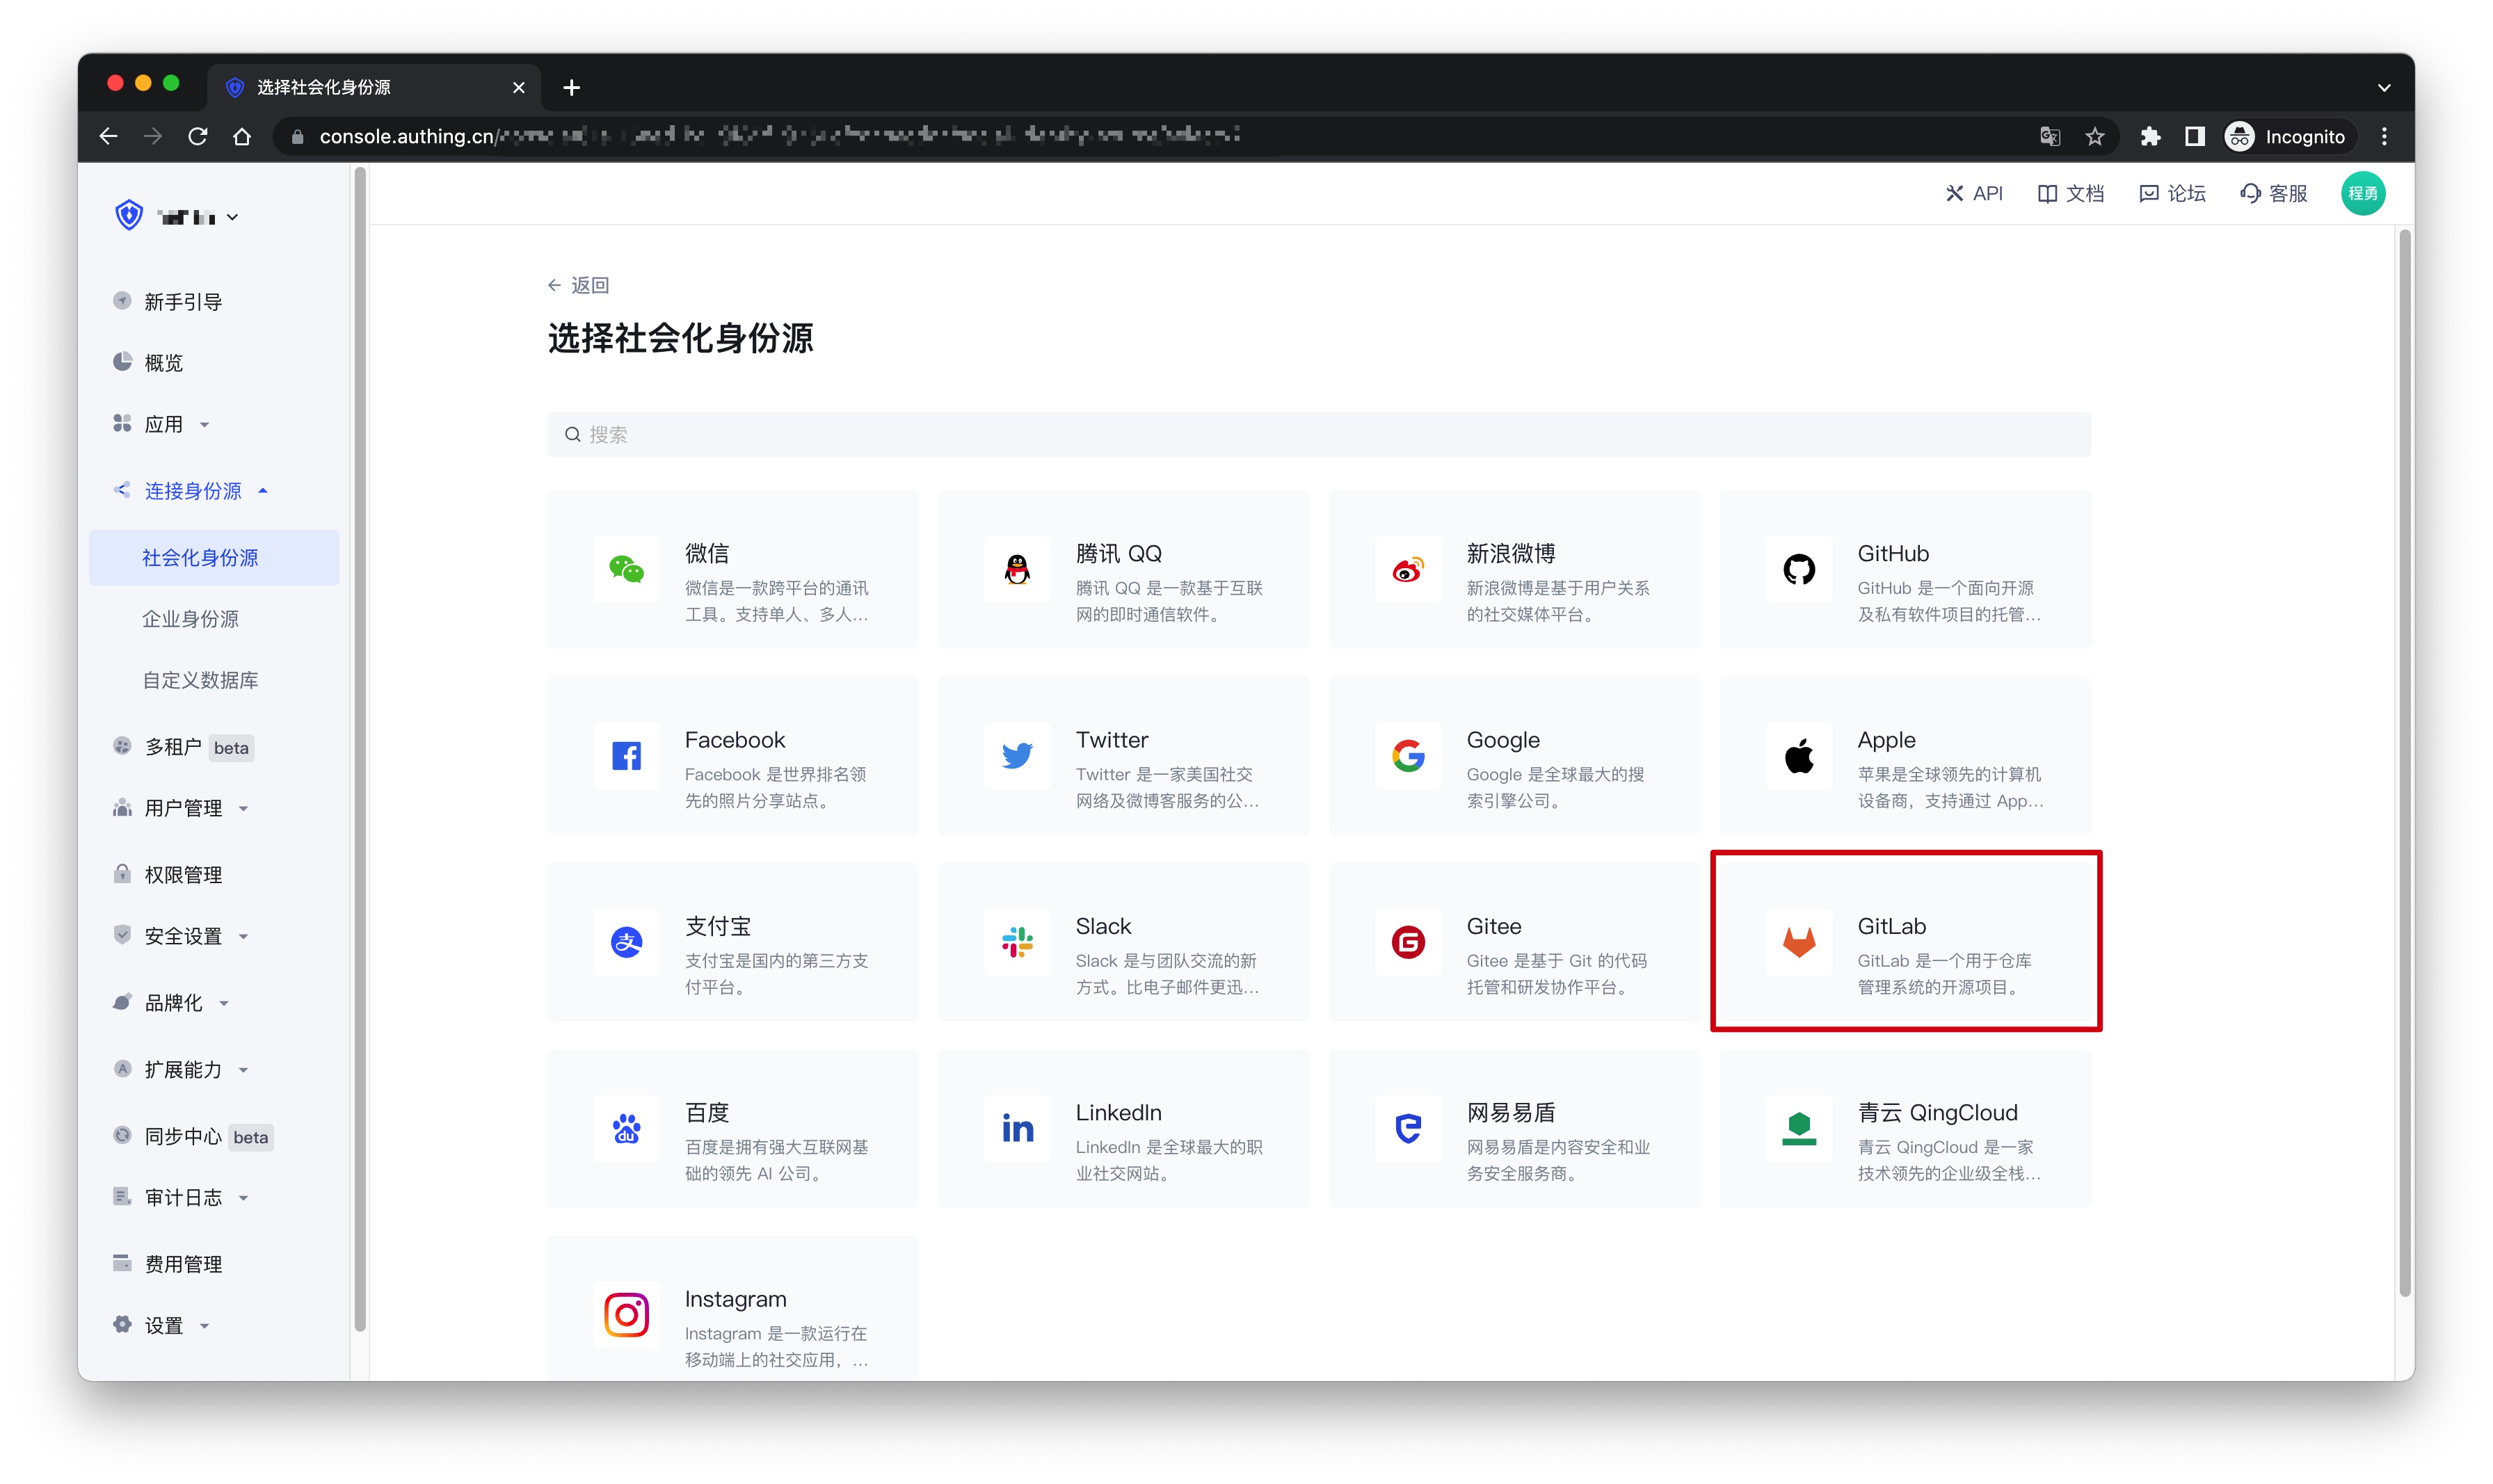 选择社会化身份源
console.authing.cn/
Incognito
API
文档
论坛
客服
程勇
新手引导
概览
应用
连接身份源
社会化身份源
企业身份源
自定义数据库
多租户 beta
用户管理
权限管理
安全设置
品牌化
扩展能力
同步中心 beta
审计日志
费用管理
设置
返回
选择社会化身份源
搜索
微信
微信是一款跨平台的通讯
工具。支持单人、多人...
腾讯 QQ
腾讯 QQ 是一款基于互联
网的即时通信软件。
新浪微博
新浪微博是基于用户关系
的社交媒体平台。
GitHub
GitHub 是一个面向开源
及私有软件项目的托管...
Facebook
Facebook 是世界排名领
先的照片分享站点。
Twitter
Twitter 是一家美国社交
网络及微博客服务的公...
Google
Google 是全球最大的搜
索引擎公司。
Apple
苹果是全球领先的计算机
设备商，支持通过 App...
支付宝
支付宝是国内的第三方支
付平台。
Slack
Slack 是与团队交流的新
方式。比电子邮件更迅...
Gitee
Gitee 是基于 Git 的代码
托管和研发协作平台。
GitLab
GitLab 是一个用于仓库
管理系统的开源项目。
百度
百度是拥有强大互联网基
础的领先 AI 公司。
LinkedIn
LinkedIn 是全球最大的职
业社交网站。
网易易盾
网易易盾是内容安全和业
务安全服务商。
青云 QingCloud
青云 QingCloud 是一家
技术领先的企业级全栈...
Instagram
Instagram 是一款运行在
移动端上的社交应用，...